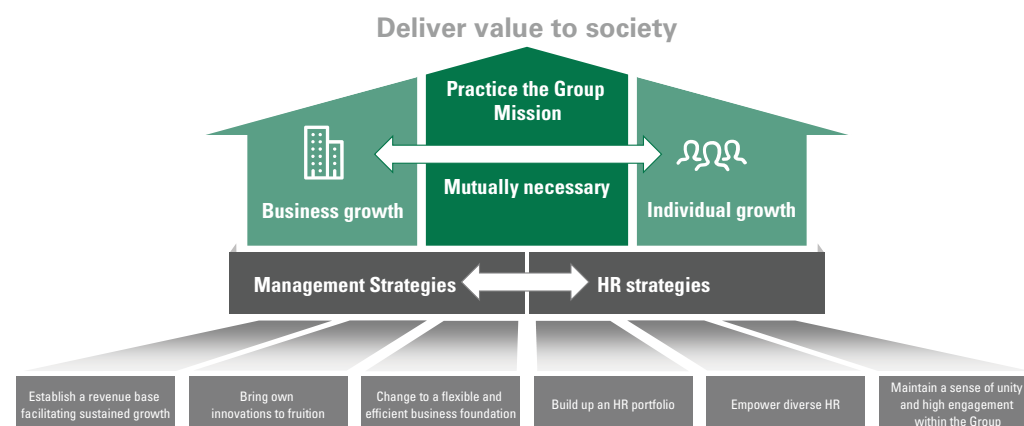 Deliver value to society
Practice the Group
Mission
Mutually necessary
Business growth
Individual growth
Management Strategies
HR strategies
Establish a revenue base
facilitating sustained growth
Bring own
innovations to fruition
Change to a flexible and
efficient business foundation
Build up an HR portfolio
Empower diverse HR
Maintain a sense of unity
and high engagement
within the Group